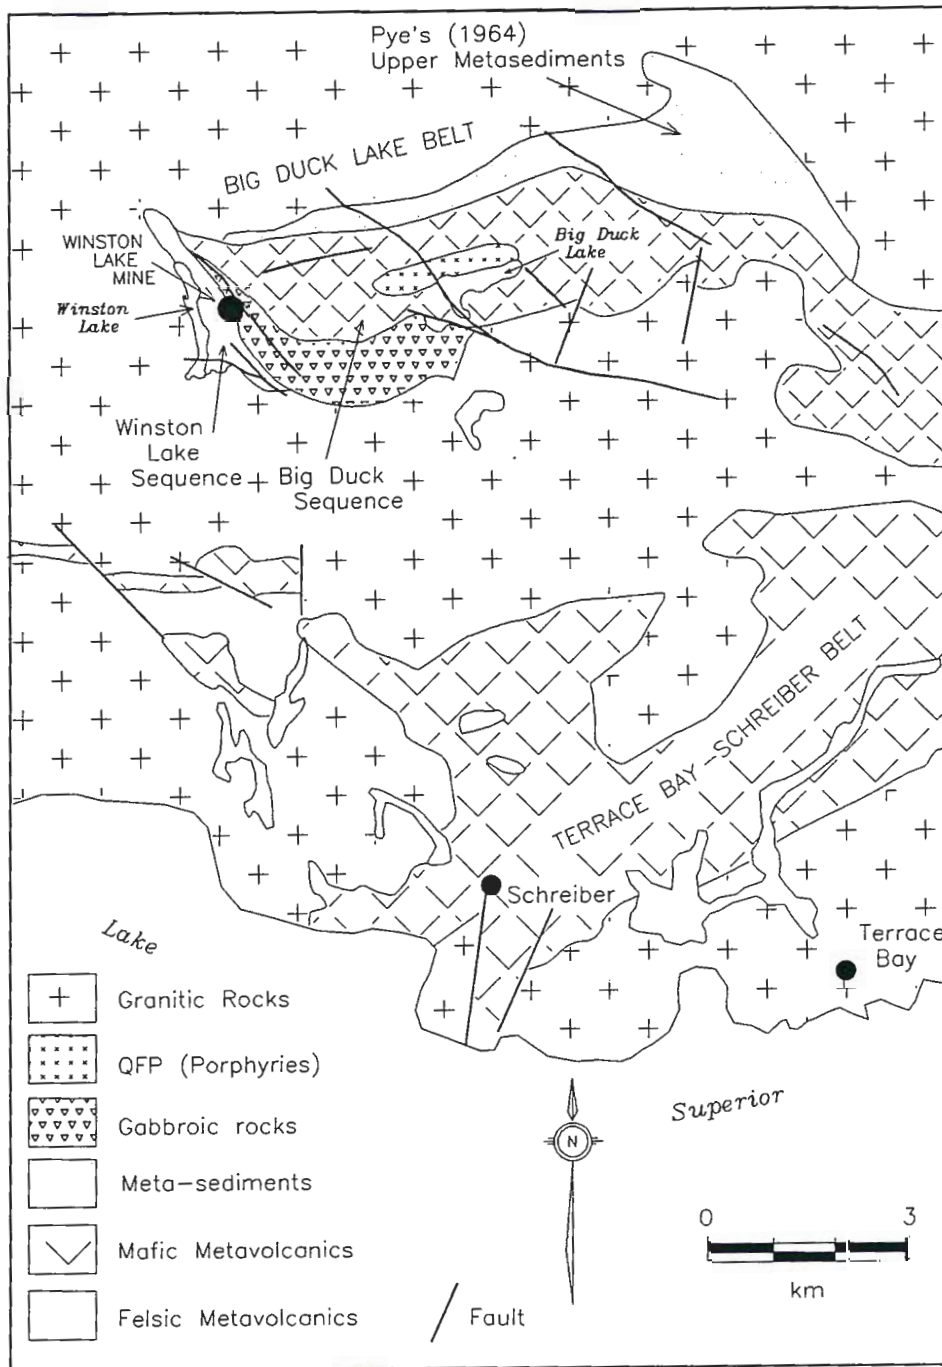 Pye's (1964)
Upper Metasediments
BIG DUCK LAKE BELT
WINSTON
LAKE
MINE
Winston
Lake
Big Duck
Lake
Winston
Lake
Sequence
Big Duck
Sequence
TERRACE BAY-SCHREIBER BELT
Schreiber
Terrace
Bay
Lake
Superior
Granitic Rocks
QFP (Porphyries)
Gabbroic rocks
Meta-sediments
Mafic Metavolcanics
Felsic Metavolcanics
Fault
N
0 3
km